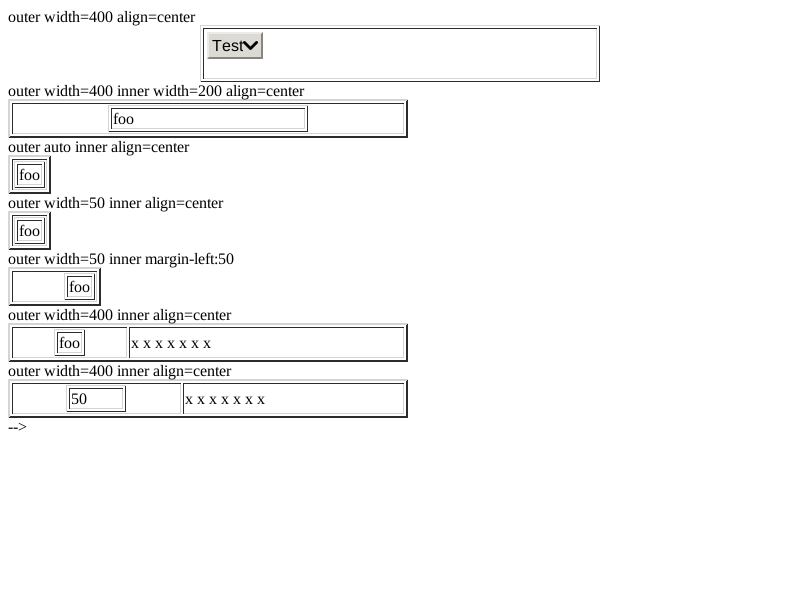 outer width=400 align=center
Test
outer width=400 inner width=200 align=center
foo
outer auto inner align=center
foo
outer width=50 inner align=center
foo
outer width=50 inner margin-left:50
foo
outer width=400 inner align=center
foo x x x x x x x
outer width=400 inner align=center
50 x x x x x x x
-->